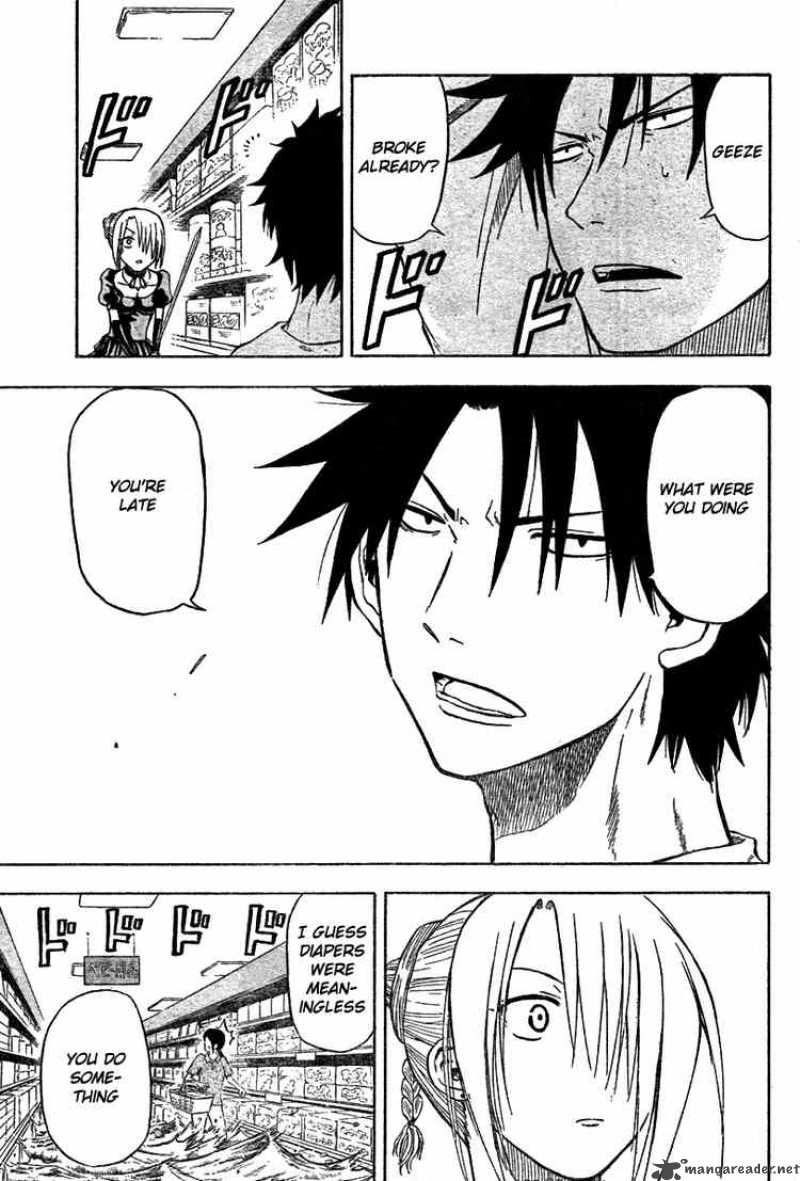 GEEZE
BROKE
ALREADY?
ドド
ドド
WHAT WERE
YOU DOING
YOU'RE
LATE
I GUESS
DIAPERS
WERE
MEAN-
INGLESS
ドドドド
YOU DO
SOME-
THING
mangareader.net